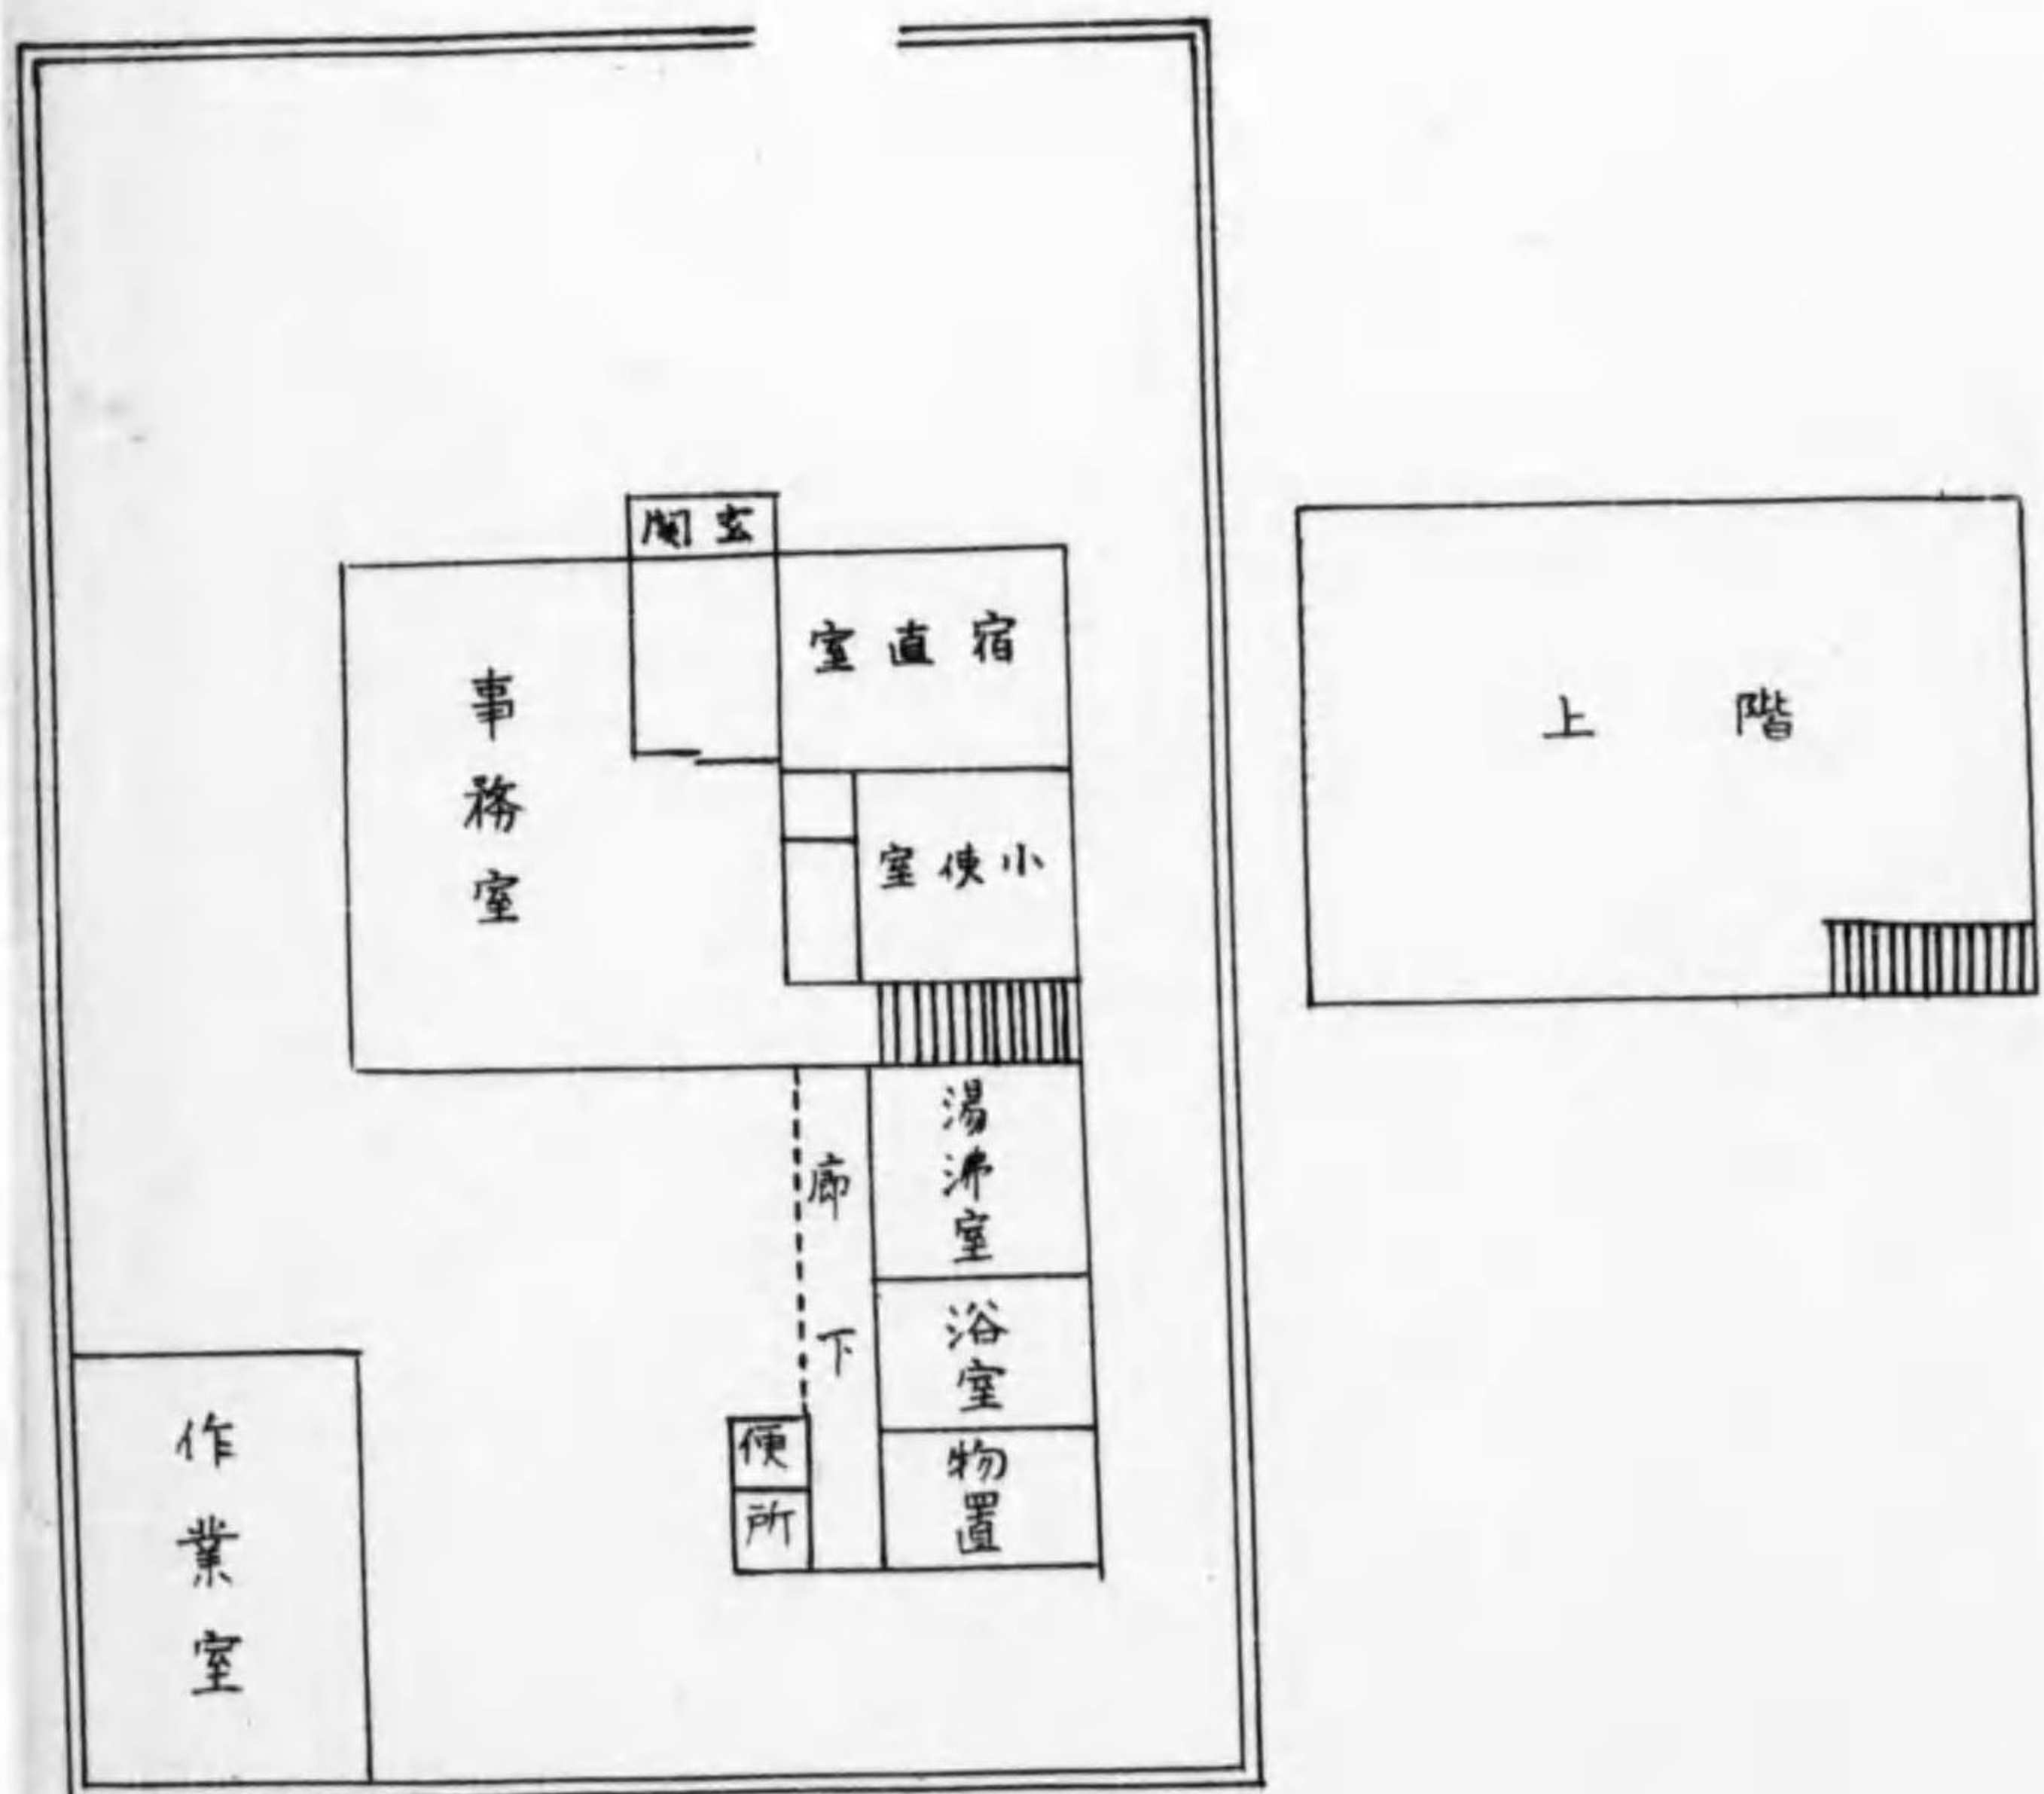 玄関
宿直室
事務室
小使室
階上
湯沸室
廊下
浴室
便所
物置
作業室